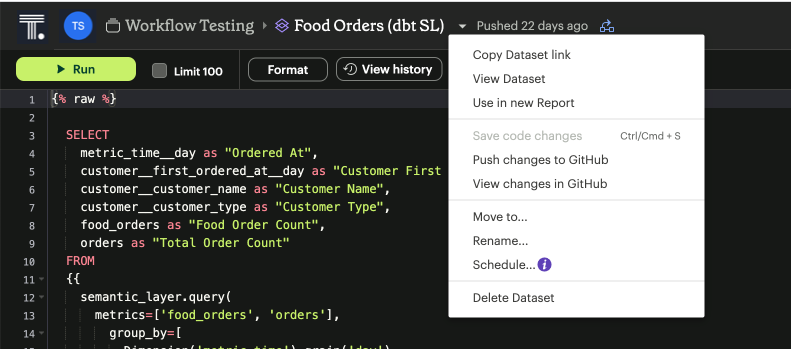 T.
TS
Workflow Testing
Food Orders (dbt SL)
Pushed 22 days ago
Run
Limit 100
Format
View history
Copy Dataset link
View Dataset
Use in new Report
Save code changes Ctrl/Cmd + S
Push changes to GitHub
View changes in GitHub
Move to...
Rename...
Schedule... i
Delete Dataset
1 {% raw %}
2
3 SELECT
4 metric_time__day as "Ordered At",
5 customer__first_ordered_at__day as "Customer First
6 customer__customer_name as "Customer Name",
7 customer__customer_type as "Customer Type",
8 food_orders as "Food Order Count",
9 orders as "Total Order Count"
10 FROM
11 {{
12 semantic_layer.query(
13 metrics=['food_orders', 'orders'],
14 group_by=[